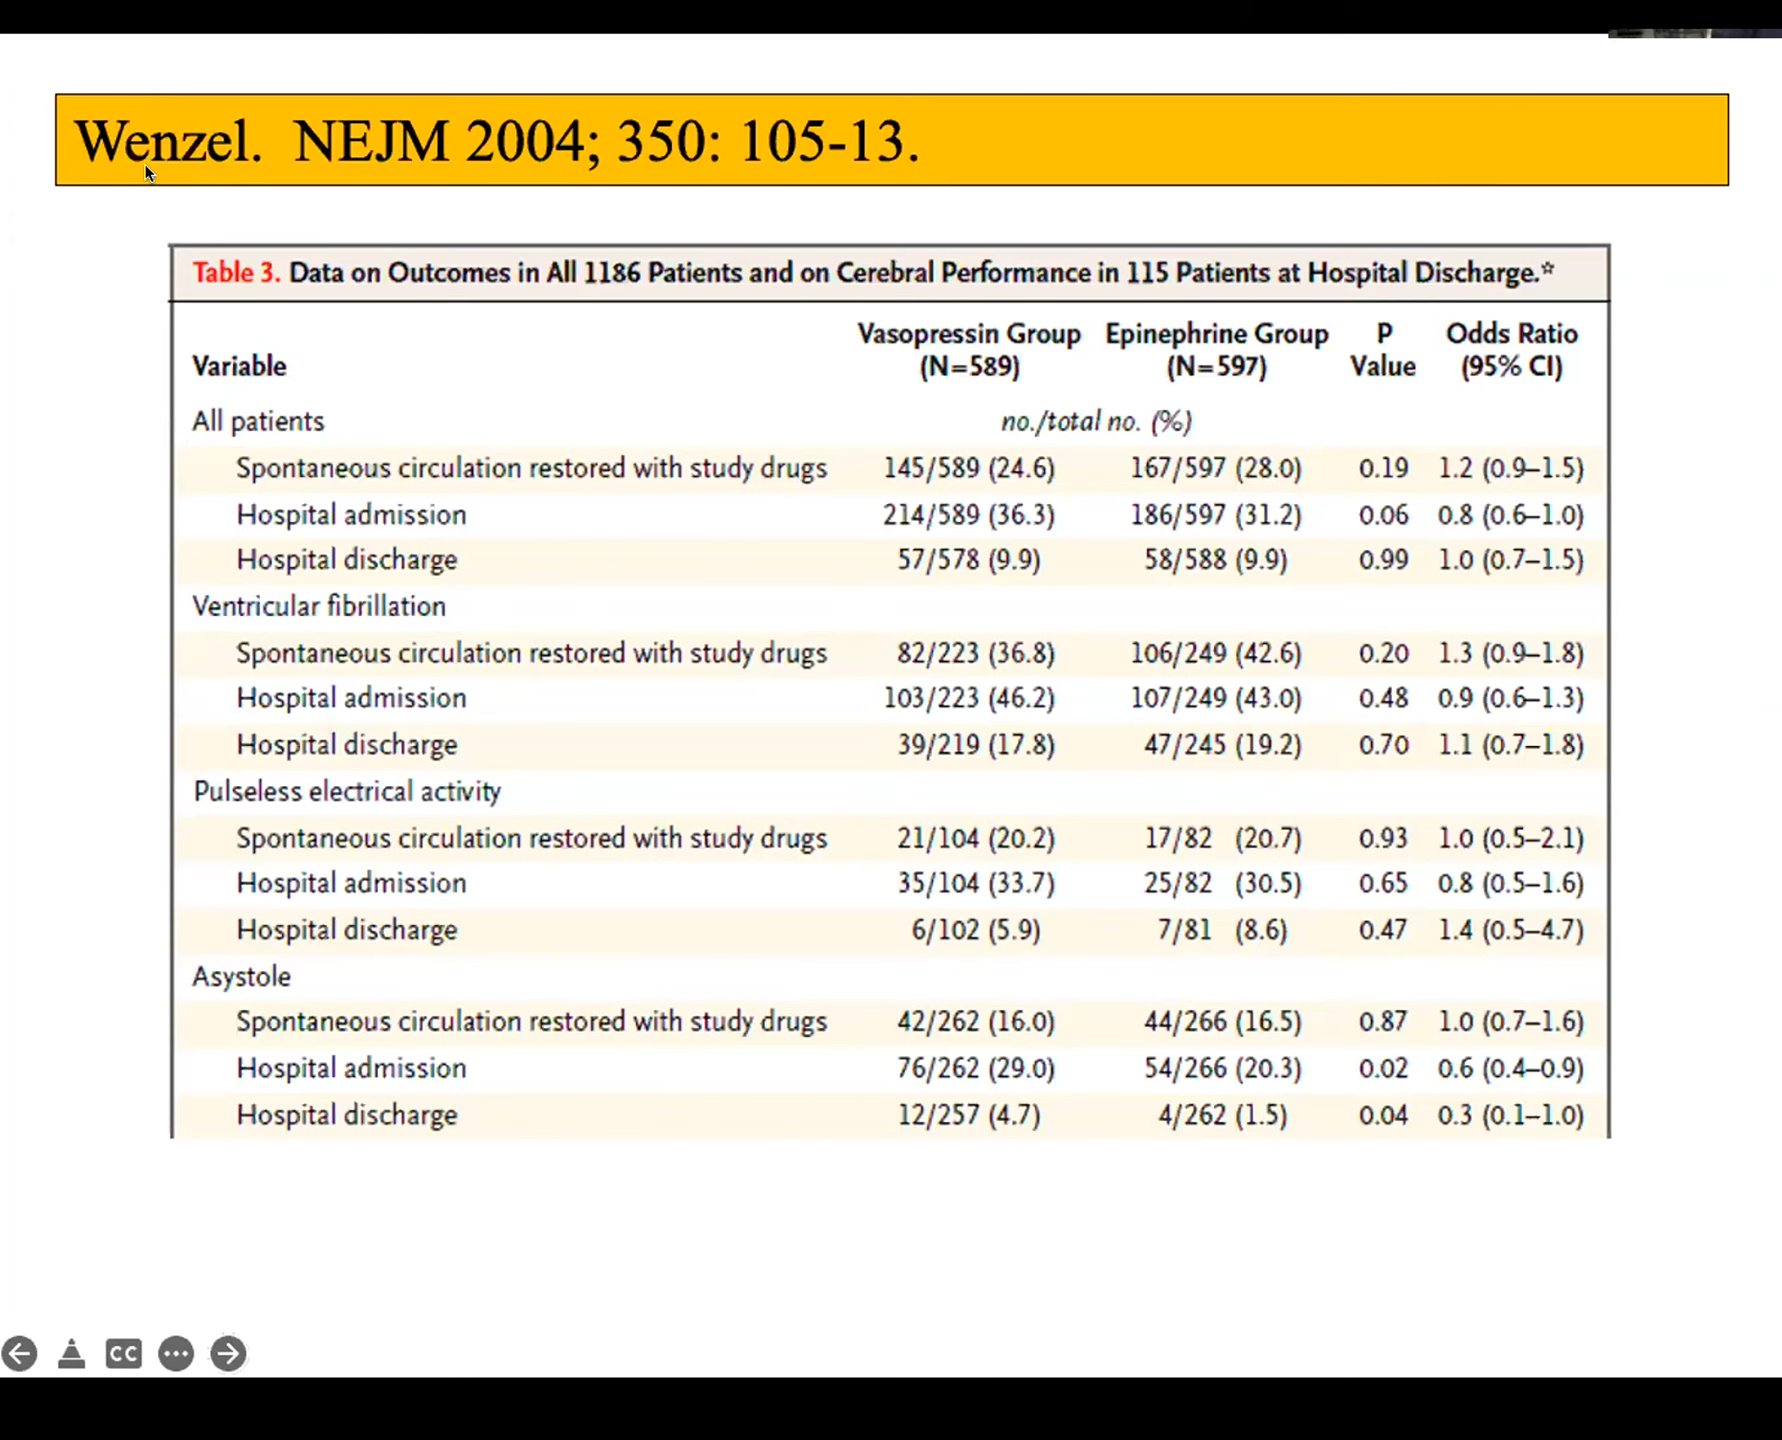 Wenzel. NEJM 2004; 350: 105-13.
Table 3. Data on Outcomes in All 1186 Patients and on Cerebral Performance in 115 Patients at Hospital Discharge.☆
Variable Vasopressin Group (N=589) Epinephrine Group (N=597) P Value Odds Ratio (95% CI)
All patients no./total no. (%)
Spontaneous circulation restored with study drugs 145/589 (24.6) 167/597 (28.0) 0.19 1.2 (0.9–1.5)
Hospital admission 214/589 (36.3) 186/597 (31.2) 0.06 0.8 (0.6–1.0)
Hospital discharge 57/578 (9.9) 58/588 (9.9) 0.99 1.0 (0.7–1.5)
Ventricular fibrillation
Spontaneous circulation restored with study drugs 82/223 (36.8) 106/249 (42.6) 0.20 1.3 (0.9–1.8)
Hospital admission 103/223 (46.2) 107/249 (43.0) 0.48 0.9 (0.6–1.3)
Hospital discharge 39/219 (17.8) 47/245 (19.2) 0.70 1.1 (0.7–1.8)
Pulseless electrical activity
Spontaneous circulation restored with study drugs 21/104 (20.2) 17/82 (20.7) 0.93 1.0 (0.5–2.1)
Hospital admission 35/104 (33.7) 25/82 (30.5) 0.65 0.8 (0.5–1.6)
Hospital discharge 6/102 (5.9) 7/81 (8.6) 0.47 1.4 (0.5–4.7)
Asystole
Spontaneous circulation restored with study drugs 42/262 (16.0) 44/266 (16.5) 0.87 1.0 (0.7–1.6)
Hospital admission 76/262 (29.0) 54/266 (20.3) 0.02 0.6 (0.4–0.9)
Hospital discharge 12/257 (4.7) 4/262 (1.5) 0.04 0.3 (0.1–1.0)
CC